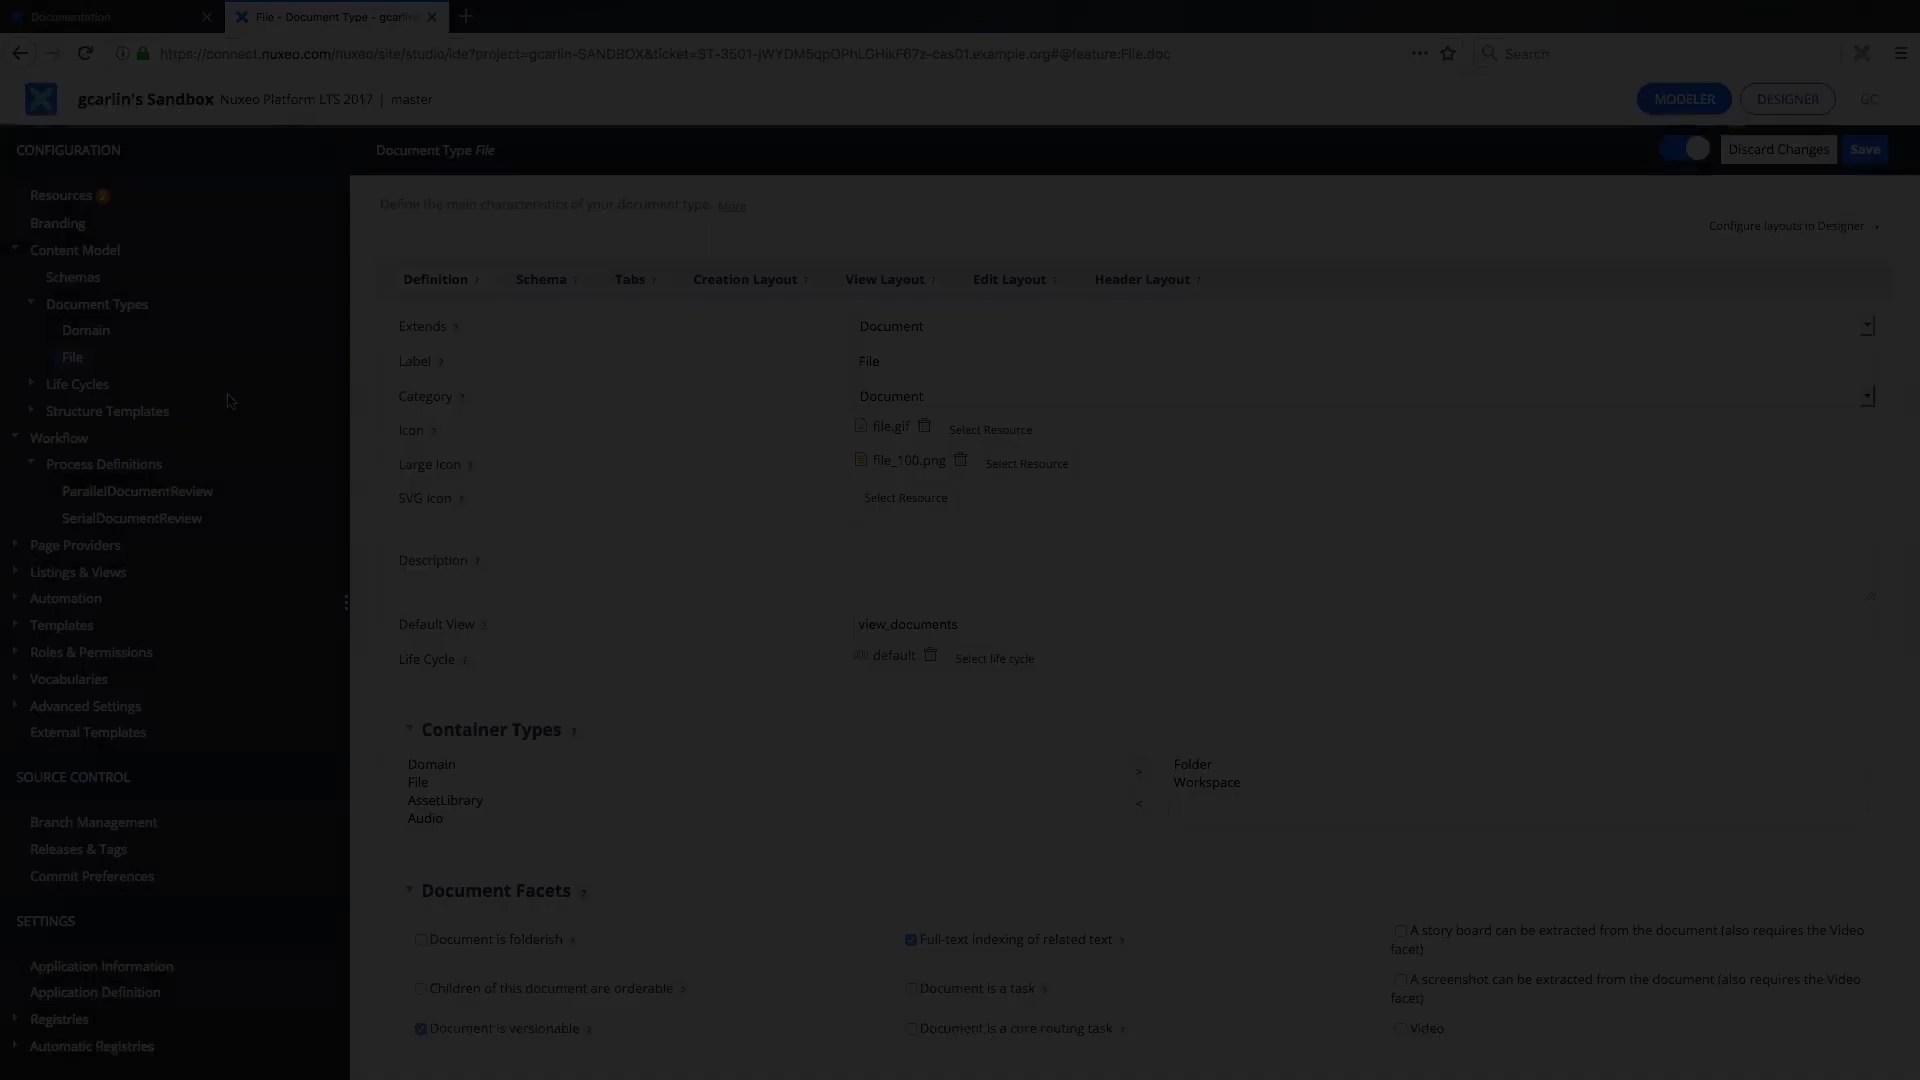 Documentation
File - Document Type - gcarlin
https://connect.nuxeo.com/nuxeo/site/studio/ide?project=gcarlin-SANDBOX&ticket=ST-3501-jWYDM5qpOPhLGHikF67z-cas01.example.org#@feature:File.doc
Search
gcarlin's Sandbox Nuxeo Platform LTS 2017 | master
MODELER
DESIGNER
GC
CONFIGURATION
Document Type File
Discard Changes
Save
Resources 2
Branding
Content Model
Schemas
Document Types
Domain
File
Life Cycles
Structure Templates
Workflow
Process Definitions
ParallelDocumentReview
SerialDocumentReview
Page Providers
Listings & Views
Automation
Templates
Roles & Permissions
Vocabularies
Advanced Settings
External Templates
SOURCE CONTROL
Branch Management
Releases & Tags
Commit Preferences
SETTINGS
Application Information
Application Definition
Registries
Automatic Registries
Define the main characteristics of your document type. More
Configure layouts in Designer
Definition ? Schema ? Tabs ? Creation Layout ? View Layout ? Edit Layout ? Header Layout ?
Extends ? Document
Label ? File
Category ? Document
Icon ? file.gif Select Resource
Large Icon ? file_100.png Select Resource
SVG Icon ? Select Resource
Description ?
Default View ? view_documents
Life Cycle ? default Select life cycle
Container Types ?
Domain
File
AssetLibrary
Audio
>
<
Folder
Workspace
Document Facets ?
Document is folderish ?
Full-text indexing of related text ?
A story board can be extracted from the document (also requires the Video
facet)
Children of this document are orderable ?
Document is a task ?
A screenshot can be extracted from the document (also requires the Video
facet)
Document is versionable ?
Document is a core routing task ?
Video